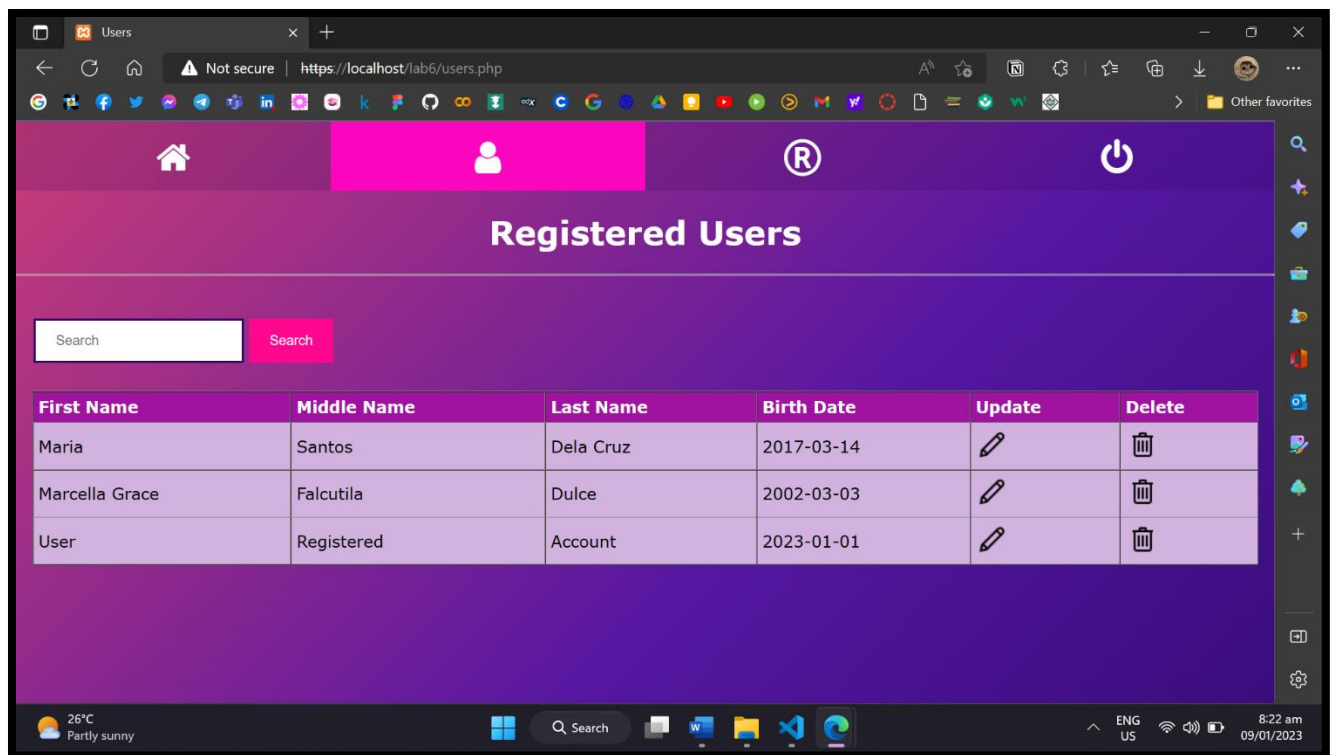 Users
Not secure https://localhost/lab6/users.php
Other favorites
Registered Users
Search Search
First Name Middle Name Last Name Birth Date Update Delete
Maria Santos Dela Cruz 2017-03-14
Marcella Grace Falcutila Dulce 2002-03-03
User Registered Account 2023-01-01
26°C
Partly sunny
Search
ENG
US
8:22 am
09/01/2023